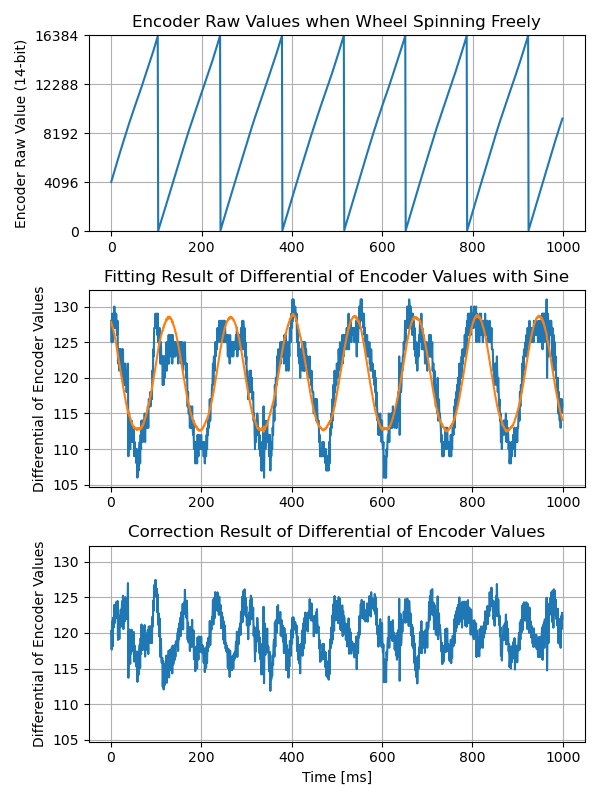 Encoder Raw Values when Wheel Spinning Freely
Encoder Raw Value (14-bit)
16384
12288
8192
4096
0
0 200 400 600 800 1000
Fitting Result of Differential of Encoder Values with Sine
Differential of Encoder Values
130
125
120
115
110
105
0 200 400 600 800 1000
Correction Result of Differential of Encoder Values
Differential of Encoder Values
130
125
120
115
110
105
0 200 400 600 800 1000
Time [ms]